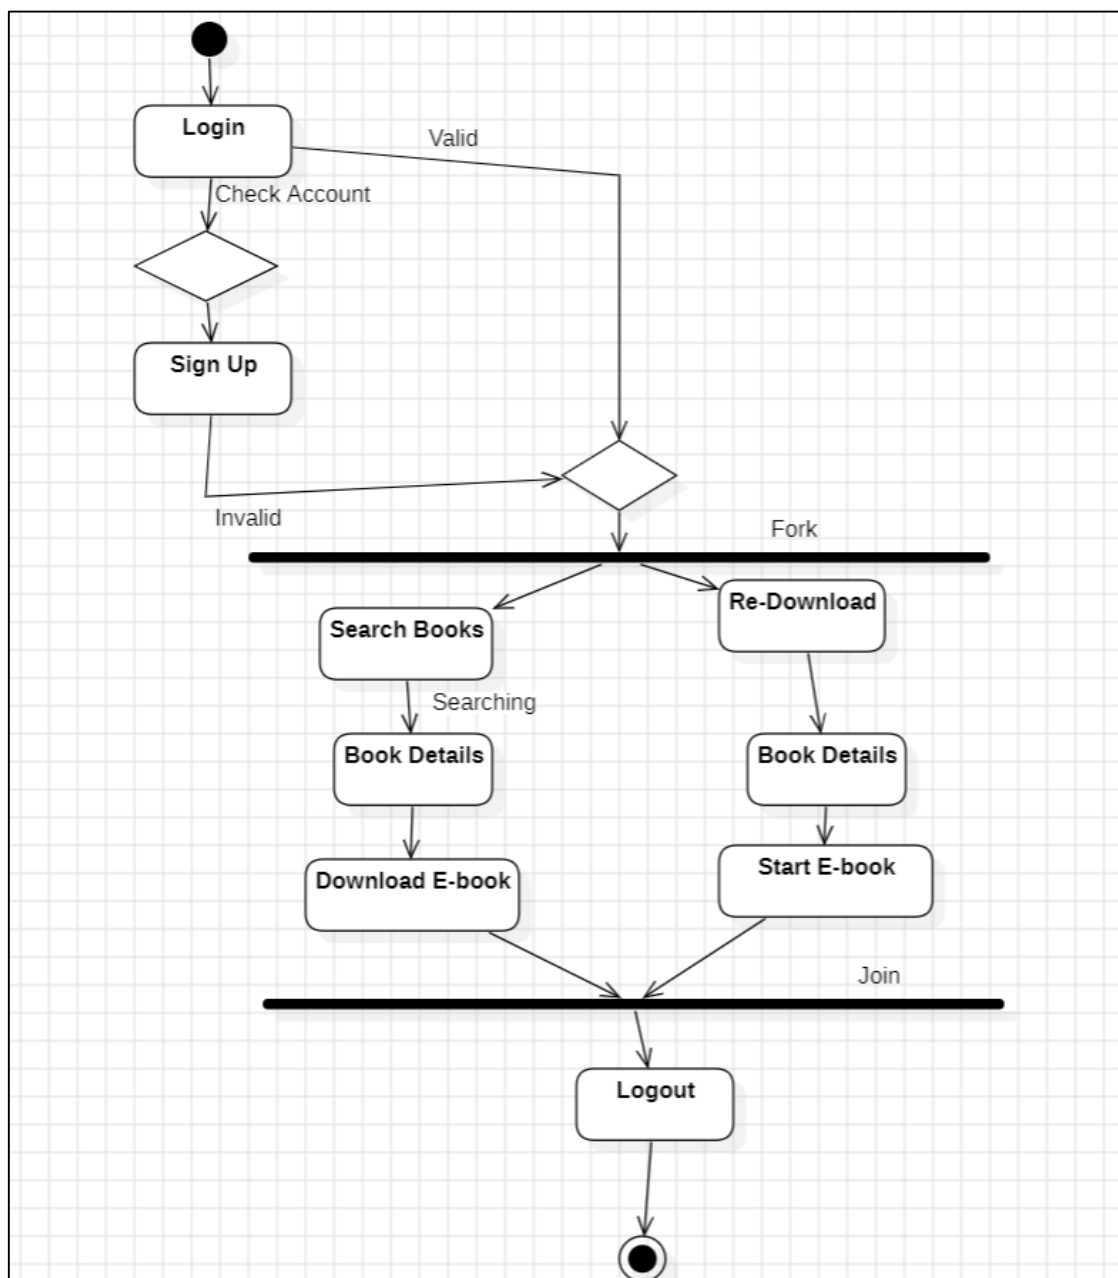 Login
Valid
Check Account
Sign Up
Invalid
Fork
Re-Download
Search Books
Searching
Book Details
Book Details
Download E-book
Start E-book
Join
Logout